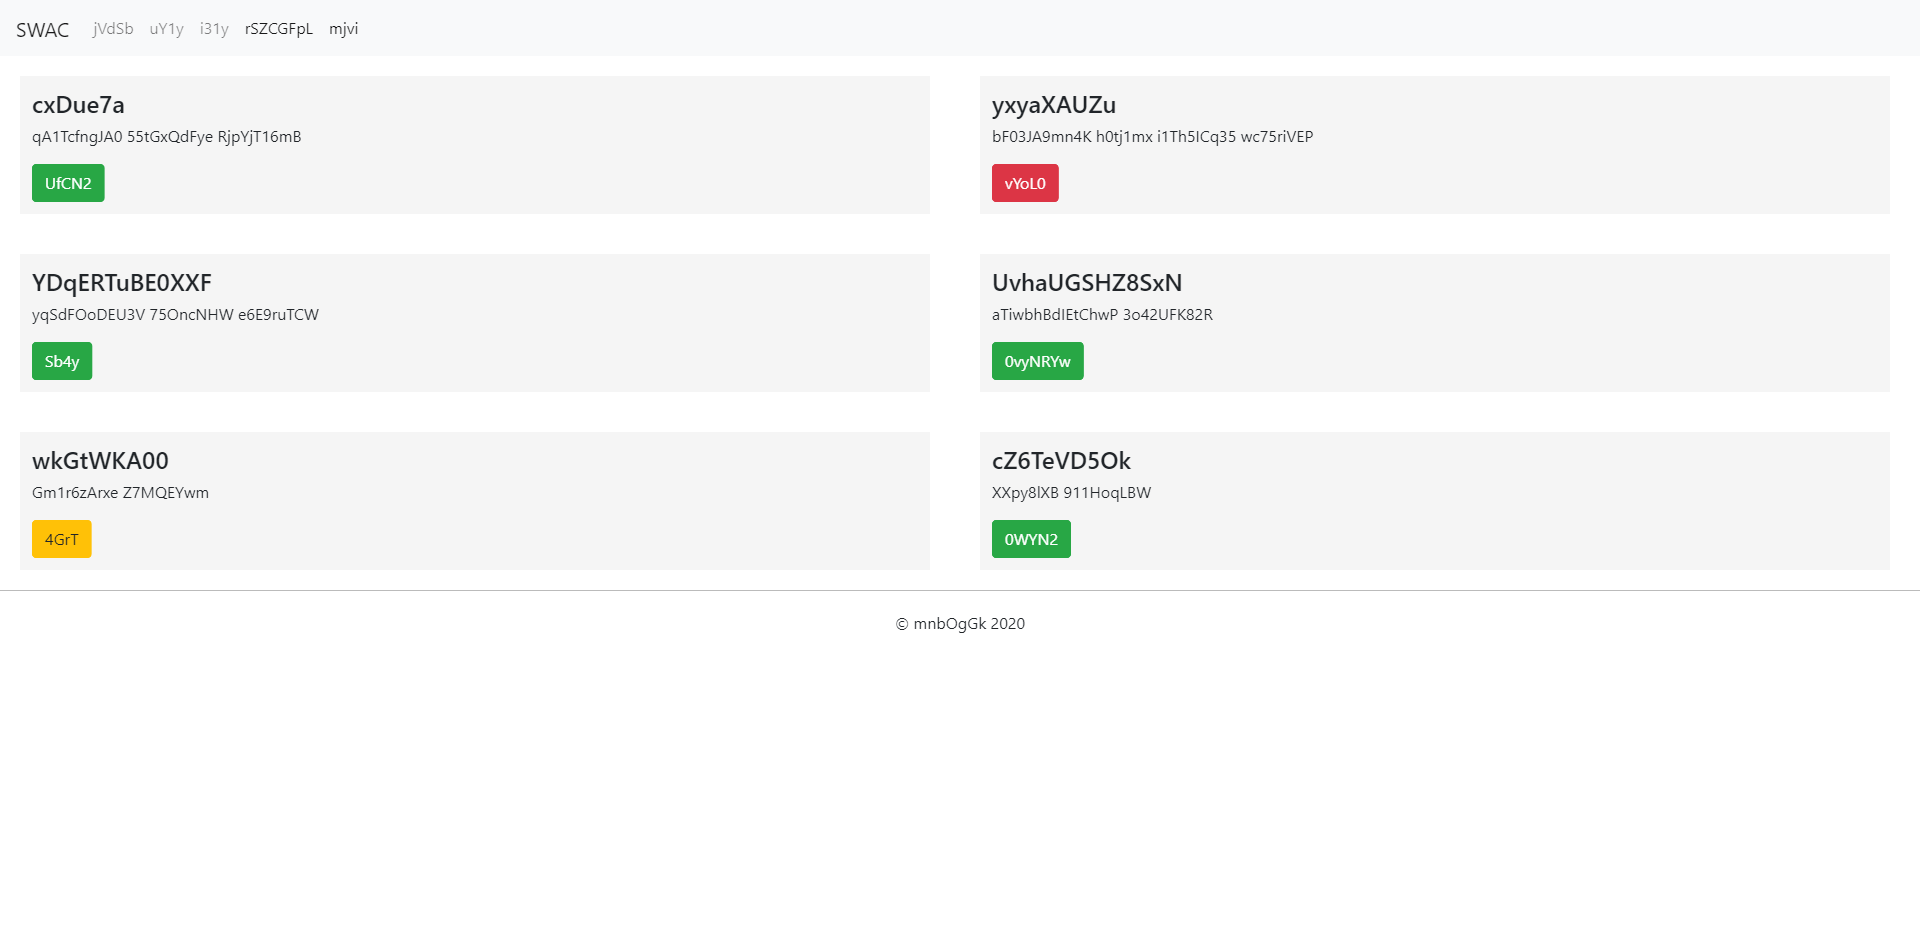 SWAC jVdSb uY1y i31y rSZCGFpL mjvi
cxDue7a
qA1TcfngJA0 55tGxQdFye RjpYjT16mB
UfCN2
yxyaXAUZu
bF03JA9mn4K h0tj1mx i1Th5ICq35 wc75riVEP
vYoL0
YDqERTuBE0XXF
yqSdFOoDEU3V 75OncNHW e6E9ruTCW
Sb4y
UvhaUGSHZ8SxN
aTiwbhBdIEtChwP 3o42UFK82R
0vyNRYw
wkGtWKA00
Gm1r6zArxe Z7MQEYwm
4GrT
cZ6TeVD5Ok
XXpy8lXB 911HoqLBW
0WYN2
© mnbOgGk 2020